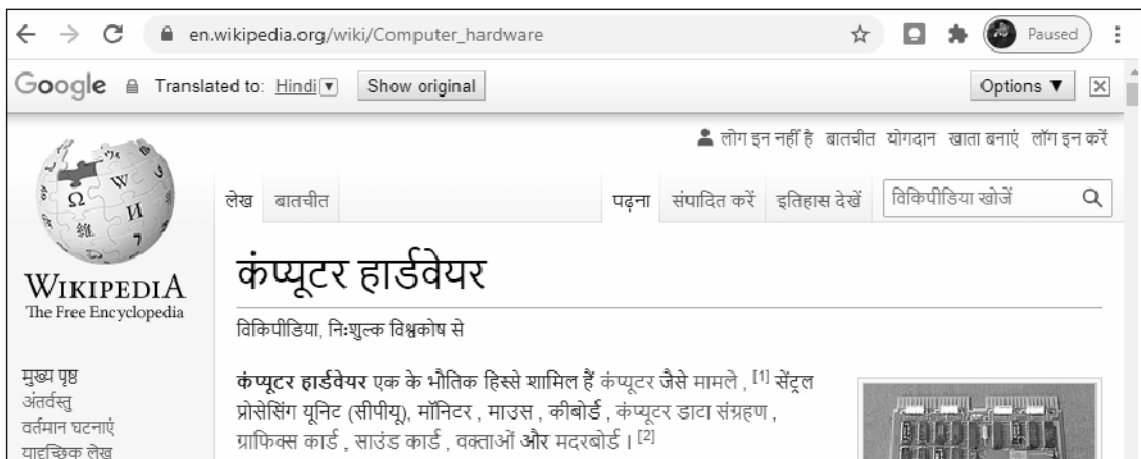 en.wikipedia.org/wiki/Computer_hardware Paused
Google Translated to: Hindi Show original Options ▼
लोग इन नहीं है बातचीत योगदान खाता बनाएं लॉग इन करें
लेख बातचीत पढ़ना संपादित करें इतिहास देखें विकिपीडिया खोजें
कंप्यूटर हार्डवेयर
WIKIPEDIA
The Free Encyclopedia
विकिपीडिया, निःशुल्क विश्वकोष से
मुख्य पृष्ठ
अंतर्वस्तु
वर्तमान घटनाएं
यादृच्छिक लेख
कंप्यूटर हार्डवेयर एक के भौतिक हिस्से शामिल हैं कंप्यूटर जैसे मामले , [1] सेंट्रल
प्रोसेसिंग यूनिट (सीपीयू), मॉनिटर , माउस , कीबोर्ड , कंप्यूटर डाटा संग्रहण ,
ग्राफिक्स कार्ड , साउंड कार्ड , वक्ताओं और मदरबोर्ड । [2]